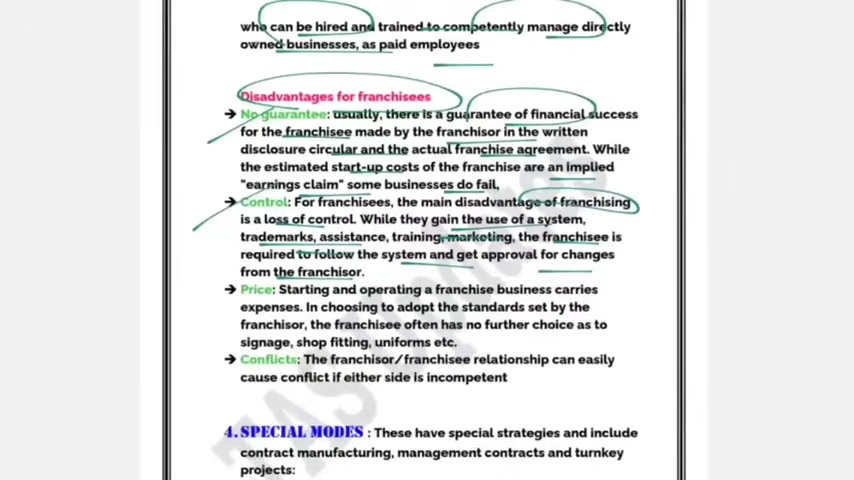 who can be hired and trained to competently manage directly
owned businesses, as paid employees
Disadvantages for franchisees
➔ No guarantee: usually, there is a guarantee of financial success
for the franchisee made by the franchisor in the written
disclosure circular and the actual franchise agreement. While
the estimated start-up costs of the franchise are an implied
"earnings claim" some businesses do fail,
➔ Control: For franchisees, the main disadvantage of franchising
is a loss of control. While they gain the use of a system,
trademarks, assistance, training, marketing, the franchisee is
required to follow the system and get approval for changes
from the franchisor.
➔ Price: Starting and operating a franchise business carries
expenses. In choosing to adopt the standards set by the
franchisor, the franchisee often has no further choice as to
signage, shop fitting, uniforms etc.
➔ Conflicts: The franchisor/franchisee relationship can easily
cause conflict if either side is incompetent
4. SPECIAL MODES : These have special strategies and include
contract manufacturing, management contracts and turnkey
projects: